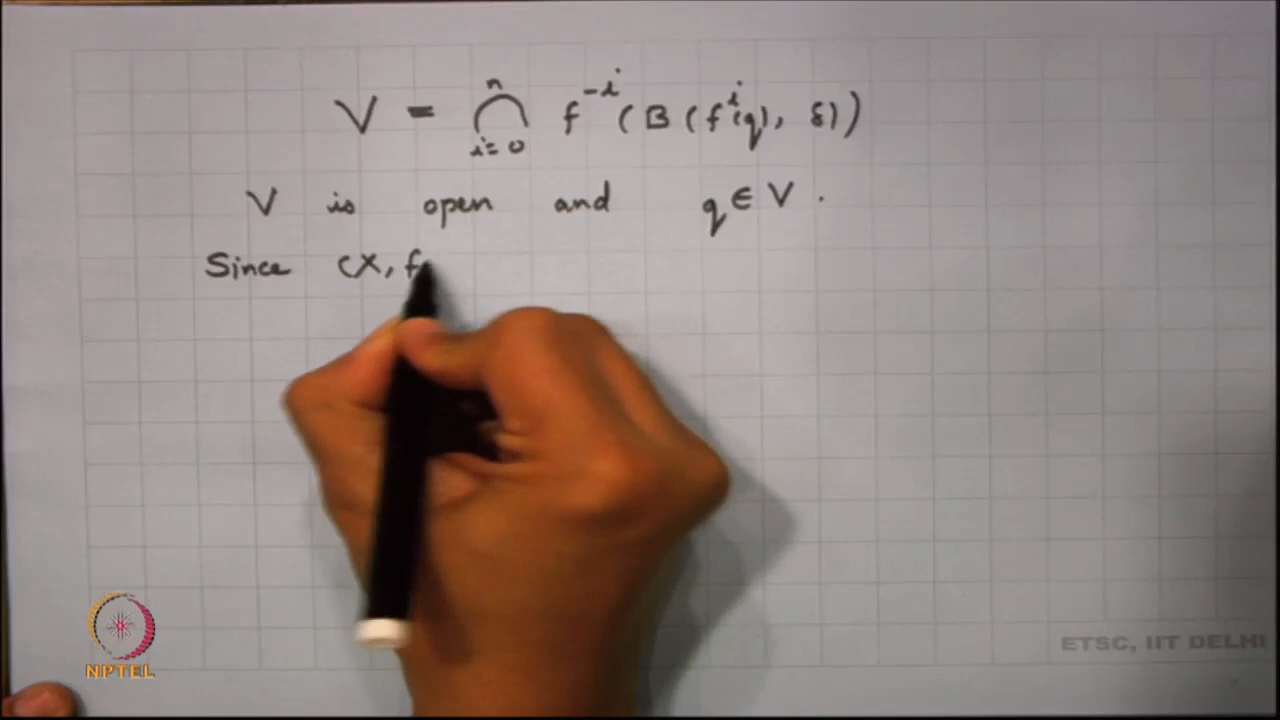 V = ⋂_{i=0}^{n} f^{-i}(B(f^i(q), δ))
V is open and q ∈ V.
Since (X, f
NPTEL
ETSC, IIT DELHI